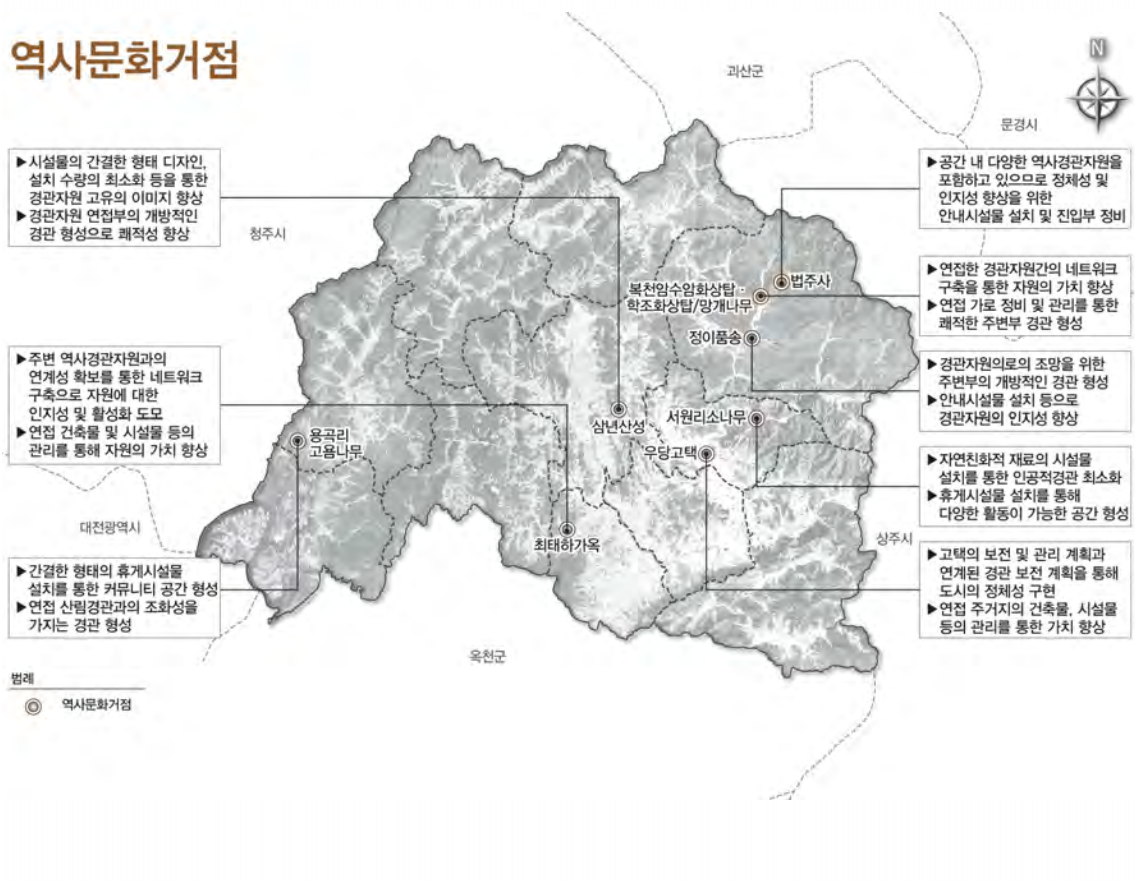 역사문화거점
N
괴산군
문경시
청주시
대전광역시
옥천군
상주시
▶시설물의 간결한 형태 디자인,
설치 수량의 최소화 등을 통한
경관자원 고유의 이미지 향상
▶경관자원 연접부의 개방적인
경관 형성으로 쾌적성 향상
▶주변 역사경관자원과의
연계성 확보를 통한 네트워크
구축으로 자원에 대한
인지성 및 활성화 도모
▶연접 건축물 및 시설물 등의
관리를 통해 자원의 가치 향상
▶간결한 형태의 휴게시설물
설치를 통한 커뮤니티 공간 형성
▶연접 산림경관과의 조화성을
가지는 경관 형성
법주사
복천암수암화상탑·
학조화상탑/망개나무
정이품송
삼년산성
서원리소나무
우당고택
용곡리
고욤나무
최태하가옥
▶공간 내 다양한 역사경관자원을
포함하고 있으므로 정체성 및
인지성 향상을 위한
안내시설물 설치 및 진입부 정비
▶연접한 경관자원간의 네트워크
구축을 통한 자원의 가치 향상
▶연접 가로 정비 및 관리를 통한
쾌적한 주변부 경관 형성
▶경관자원의로의 조망을 위한
주변부의 개방적인 경관 형성
▶안내시설물 설치 등으로
경관자원의 인지성 향상
▶자연친화적 재료의 시설물
설치를 통한 인공적경관 최소화
▶휴게시설물 설치를 통해
다양한 활동이 가능한 공간 형성
▶고택의 보전 및 관리 계획과
연계된 경관 보전 계획을 통해
도시의 정체성 구현
▶연접 주거지의 건축물, 시설물
등의 관리를 통한 가치 향상
범례
역사문화거점